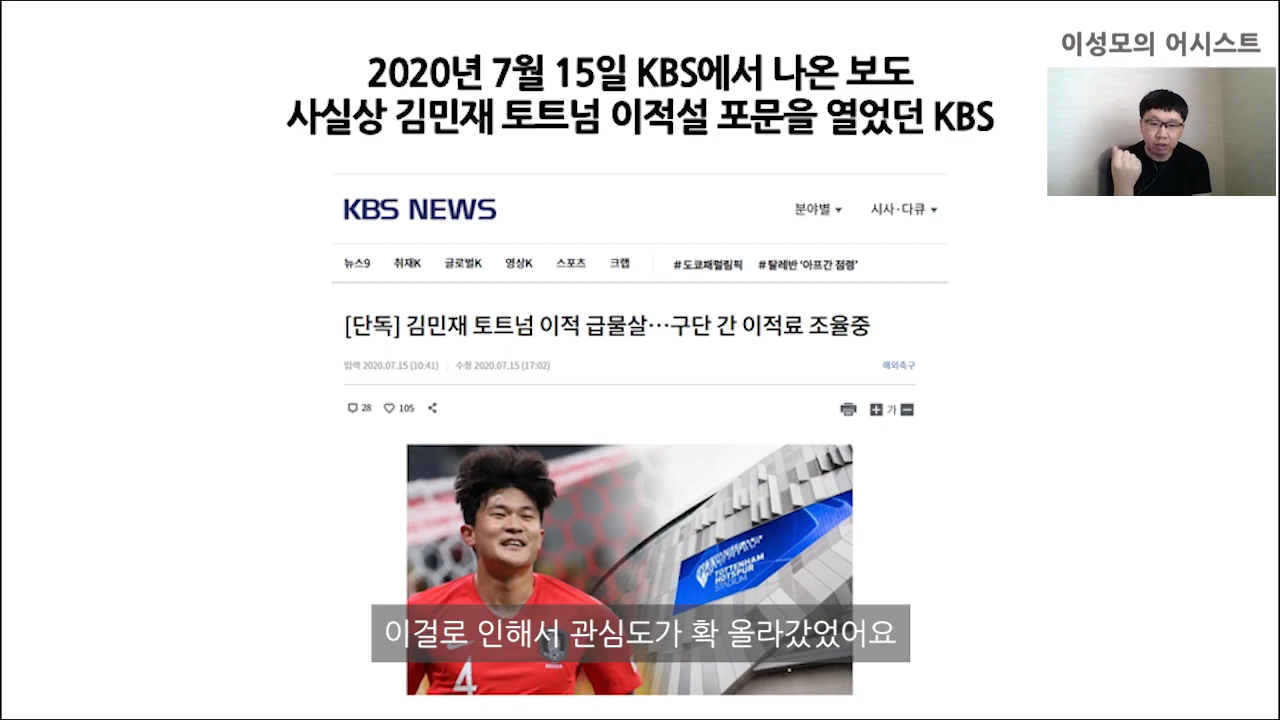 이성모의 어시스트
2020년 7월 15일 KBS에서 나온 보도
사실상 김민재 토트넘 이적설 포문을 열었던 KBS
KBS NEWS
분야별 시사·다큐
뉴스9 취재K 글로벌K 영상K 스포츠 크랩 #도쿄패럴림픽 #탈레반 '아프간 점령'
[단독] 김민재 토트넘 이적 급물살…구단 간 이적료 조율중
입력 2020.07.15 (10:41) 수정 2020.07.15 (17:02) 해외축구
28 105 가
TOTTENHAM
HOTSPUR
STADIUM
이걸로 인해서 관심도가 확 올라갔었어요
4